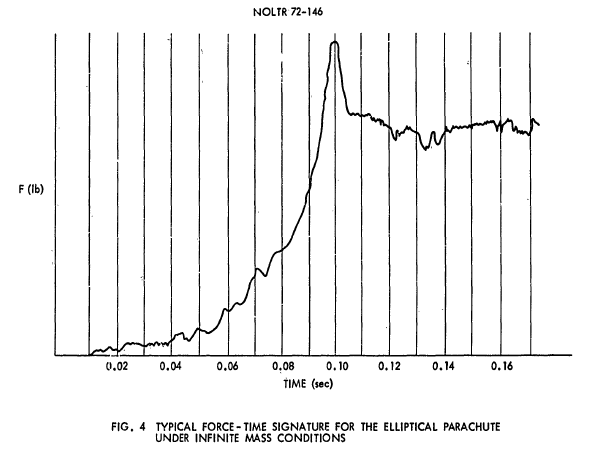 NOLTR 72-146
F (lb)
0.02 0.04 0.06 0.08 0.10 0.12 0.14 0.16
TIME (sec)
FIG. 4 TYPICAL FORCE-TIME SIGNATURE FOR THE ELLIPTICAL PARACHUTE
UNDER INFINITE MASS CONDITIONS